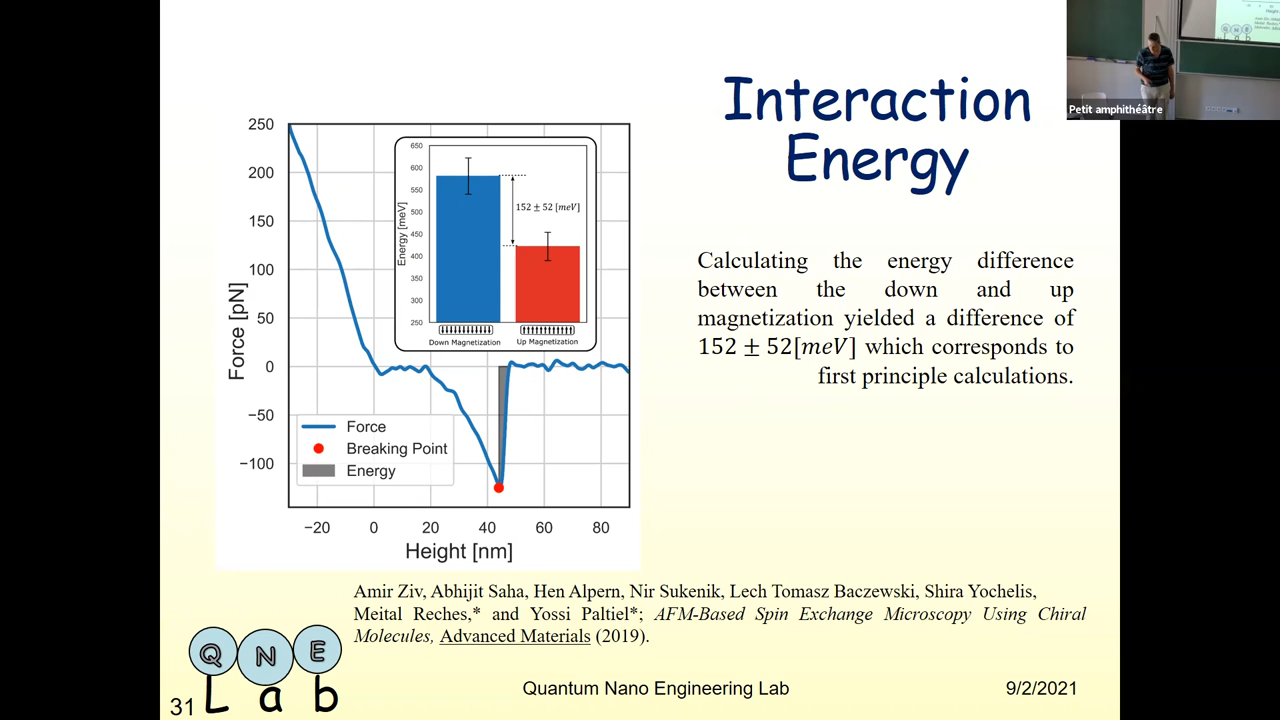 Interaction
Energy
Petit amphithéâtre
250
200
150
100
50
0
−50
−100
Force [pN]
−20
0
20
40
60
80
Height [nm]
Force
Breaking Point
Energy
650
600
550
500
450
400
350
300
250
Energy [meV]
152 ± 52 [meV]
Down Magnetization
Up Magnetization
Calculating the energy difference
between the down and up
magnetization yielded a difference of
152 ± 52[meV] which corresponds to
first principle calculations.
Amir Ziv, Abhijit Saha, Hen Alpern, Nir Sukenik, Lech Tomasz Baczewski, Shira Yochelis,
Meital Reches,* and Yossi Paltiel*; AFM-Based Spin Exchange Microscopy Using Chiral
Molecules, Advanced Materials (2019).
Q N E
Lab
31
Quantum Nano Engineering Lab
9/2/2021